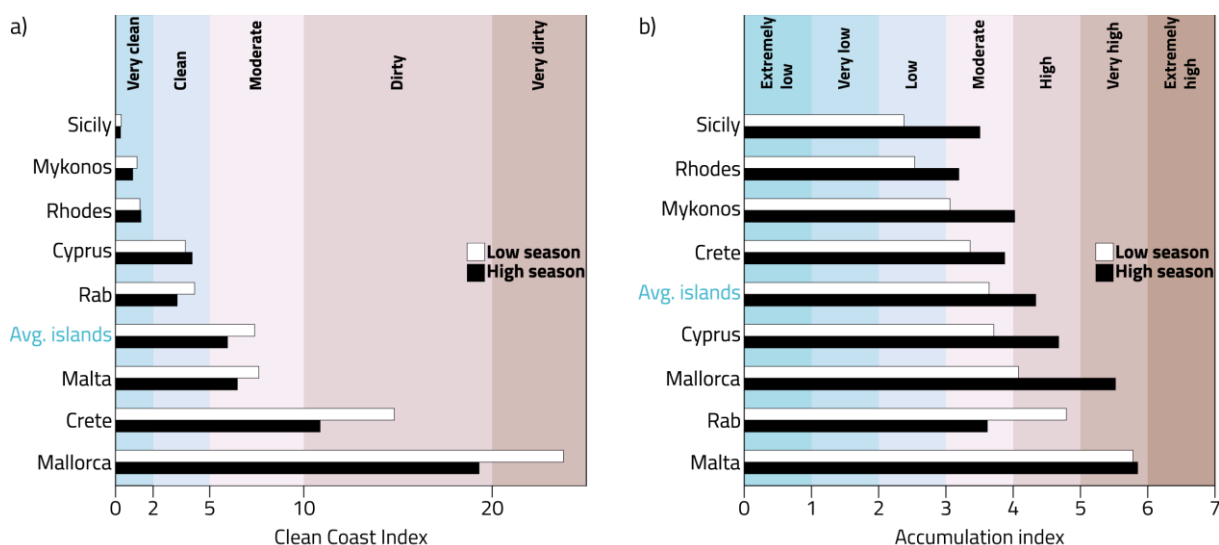 a)
Very clean
Clean
Moderate
Dirty
Very dirty
Sicily
Mykonos
Rhodes
Cyprus
Rab
Avg. islands
Malta
Crete
Mallorca
Low season
High season
0 2 5 10 20
Clean Coast Index
b)
Extremely
low
Very low
Low
Moderate
High
Very high
Extremely
high
Sicily
Rhodes
Mykonos
Crete
Avg. islands
Cyprus
Mallorca
Rab
Malta
Low season
High season
0 1 2 3 4 5 6 7
Accumulation index